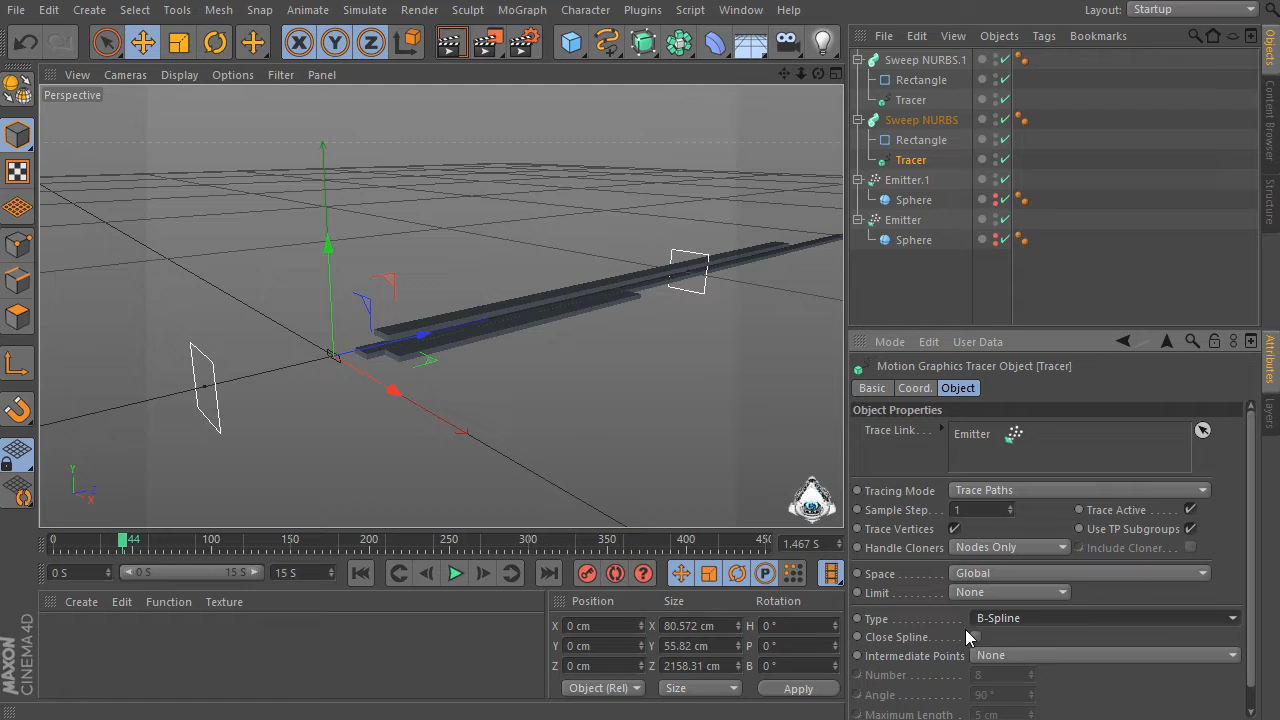 File Create Modes Select Tools Mesh Snap Animate Simulate Render Sculpt MoGraph Character Plugins Script Window Help Layout: Startup
View Cameras Display Options Filter Panel
Perspective
Y
Z
X
File Edit View Objects Tags Bookmarks
Sweep NURBS.1
Rectangle
Tracer
Sweep NURBS
Rectangle
Tracer
Emitter.1
Sphere
Emitter
Sphere
Objects
Content Browser
Structure
Mode Edit User Data
Motion Graphics Tracer Object [Tracer]
Basic Coord. Object
Object Properties
Trace Link. . . Emitter
Tracing Mode Trace Paths
Sample Step. . 1 Trace Active . . . . .
Trace Vertices Use TP Subgroups
Handle Cloners Nodes Only Include Cloner. .
Space . . . . . . . Global
Limit . . . . . . . . None
Type . . . . . . . . . . . B-Spline
Close Spline. . . . . .
Intermediate Points None
Number . . . . . . . . 8
Angle . . . . . . . . . . 90 °
Maximum Length . 5 cm
Attributes
Layers
0 44 100 150 200 250 300 350 400 45 1.467 S
0 S 0 S 15 S 15 S
Create Edit Function Texture
Position Size Rotation
X 0 cm X 80.572 cm H 0 °
Y 0 cm Y 55.82 cm P 0 °
Z 0 cm Z 2158.31 cm B 0 °
Object (Rel) Size Apply
MAXON
CINEMA 4D